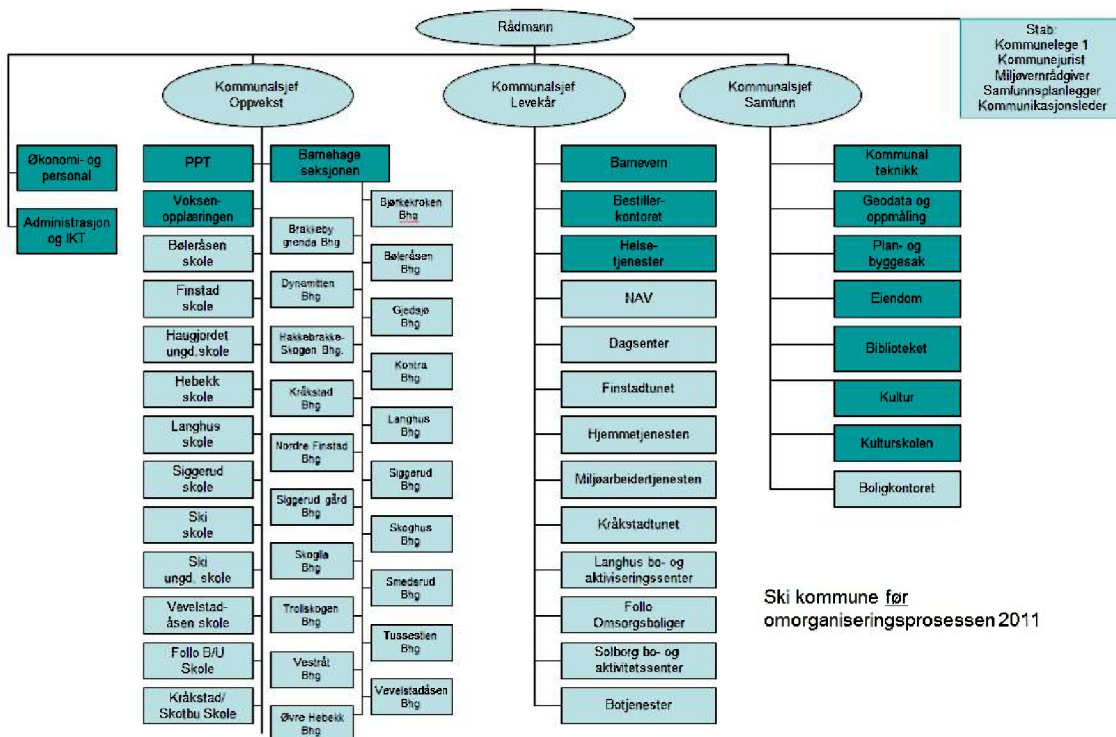 Rådmann
Stab:
Kommunelege 1
Kommunejurist
Miljøvernrådgiver
Samfunnsplanlegger
Kommunikasjonsleder
Kommunalsjef
Oppvekst
Kommunalsjef
Levekår
Kommunalsjef
Samfunn
Økonomi- og
personal
Administrasjon
og IKT
PPT
Voksen-
opplæringen
Bøleråsen
skole
Finstad
skole
Haugjordet
ungd.skole
Hebekk
skole
Langhus
skole
Siggerud
skole
Ski
skole
Ski
ungd. skole
Vevelstad-
åsen skole
Follo B/U
Skole
Kråkstad/
Skotbu Skole
Barnehage
seksjonen
Brakkeby
grenda Bhg
Dynamitten
Bhg
Hakkebrakke-
Skogen Bhg.
Kråkstad
Bhg
Nordre Finstad
Bhg
Siggerud gård
Bhg
Skoglia
Bhg
Trollskogen
Bhg
Vestråt
Bhg
Øvre Hebekk
Bhg
Bjørkekroken
Bhg
Bøleråsen
Bhg
Gjedsjø
Bhg
Kontra
Bhg
Langhus
Bhg
Siggerud
Bhg
Skoghus
Bhg
Smedsrud
Bhg
Tussestien
Bhg
Vevelstadåsen
Bhg
Barnevern
Bestiller-
kontoret
Helse-
tjenester
NAV
Dagsenter
Finstadtunet
Hjemmetjenesten
Miljøarbeidertjenesten
Kråkstadtunet
Langhus bo- og
aktiviseringssenter
Follo
Omsorgsboliger
Solborg bo- og
aktivitetssenter
Botjenester
Kommunal
teknikk
Geodata og
oppmåling
Plan- og
byggesak
Eiendom
Biblioteket
Kultur
Kulturskolen
Boligkontoret
Ski kommune før
omorganiseringsprosessen 2011